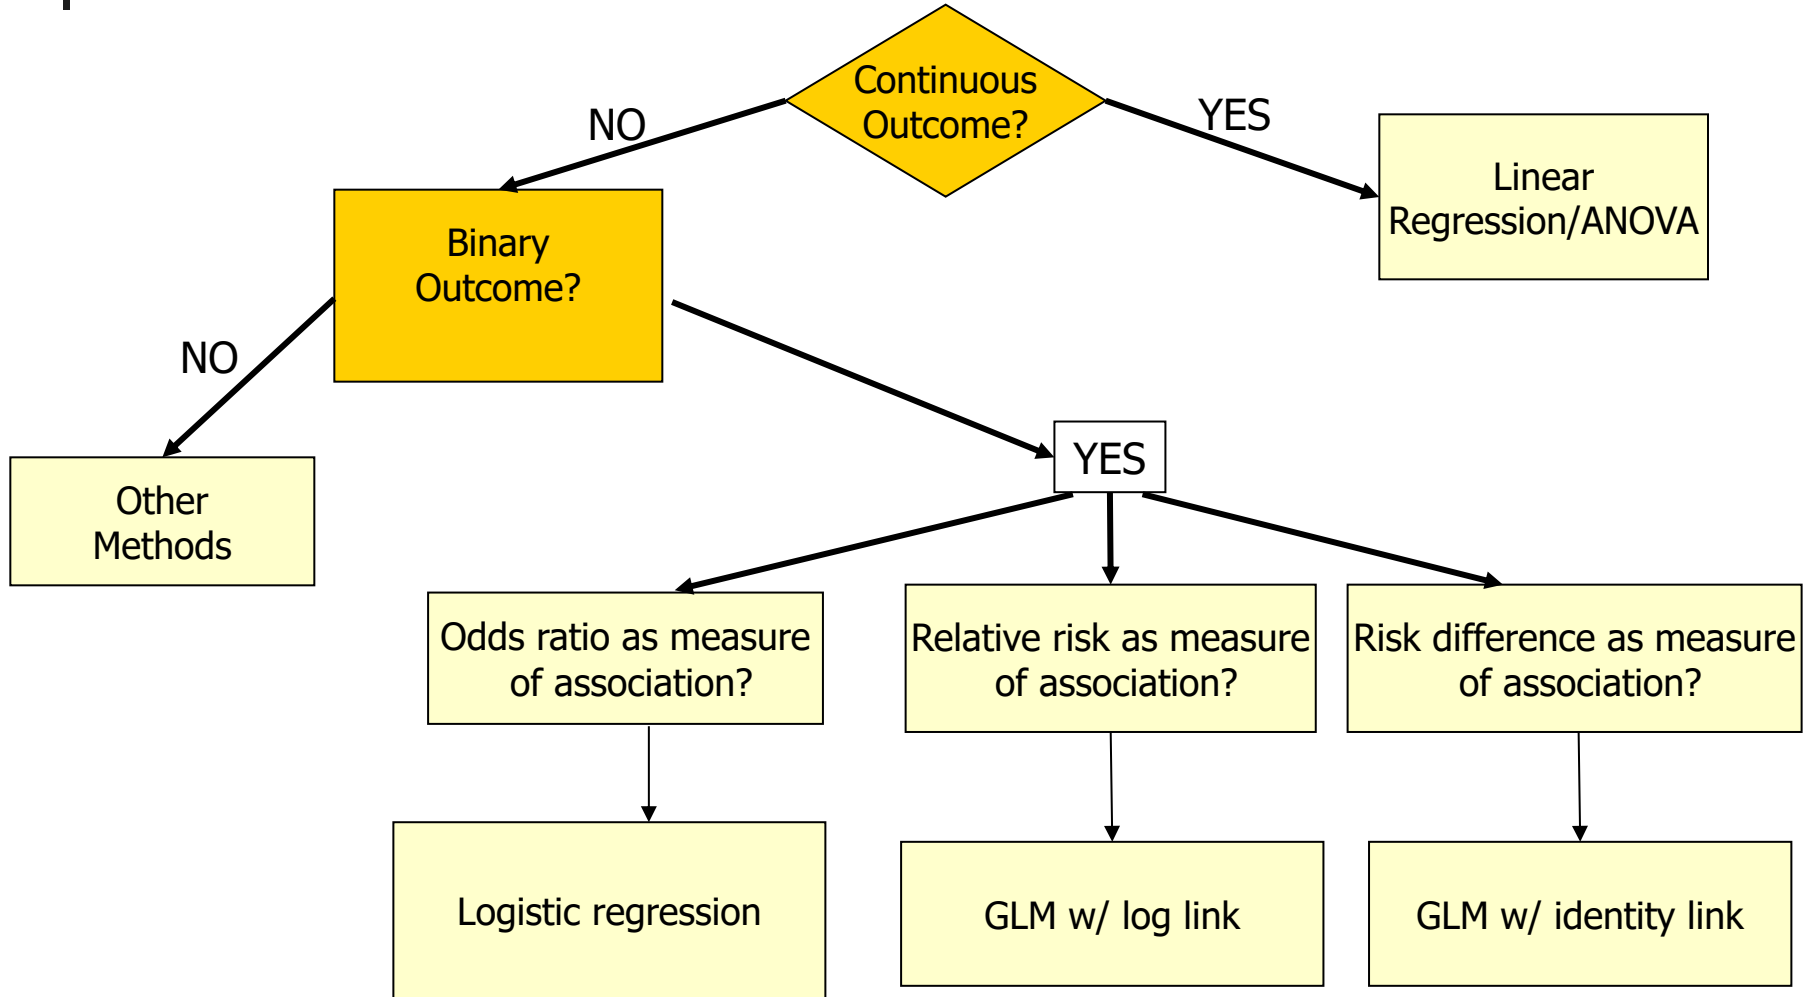 Continuous
Outcome?
NO
YES
Linear
Regression/ANOVA
Binary
Outcome?
NO
YES
Other
Methods
Odds ratio as measure
of association?
Relative risk as measure
of association?
Risk difference as measure
of association?
Logistic regression
GLM w/ log link
GLM w/ identity link